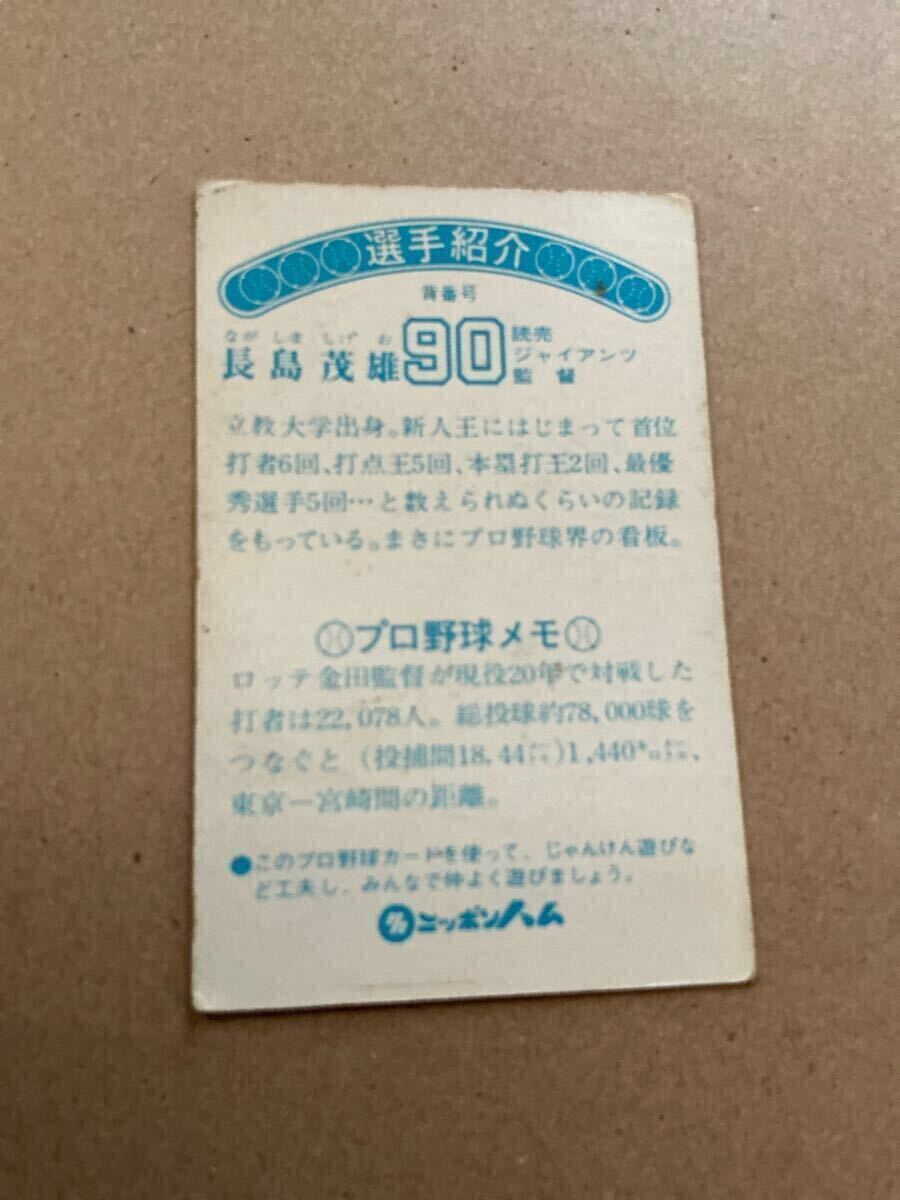 選手紹介
背番号
ながしましげお
長島茂雄 90 読売
ジャイアンツ
監督
立教大学出身。新人王にはじまって首位
打者6回、打点王5回、本塁打王2回、最優
秀選手5回…と数えられぬくらいの記録
をもっている。まさにプロ野球界の看板。
プロ野球メモ
ロッテ金田監督が現役20年で対戦した
打者は22,078人。総投球約78,000球を
つなぐと(投捕間18.44㍍)1,440㌔㍍、
東京ー宮崎間の距離。
●このプロ野球カードを使って、じゃんけん遊びな
ど工夫し、みんなで仲よく遊びましょう。
ニッポンハム